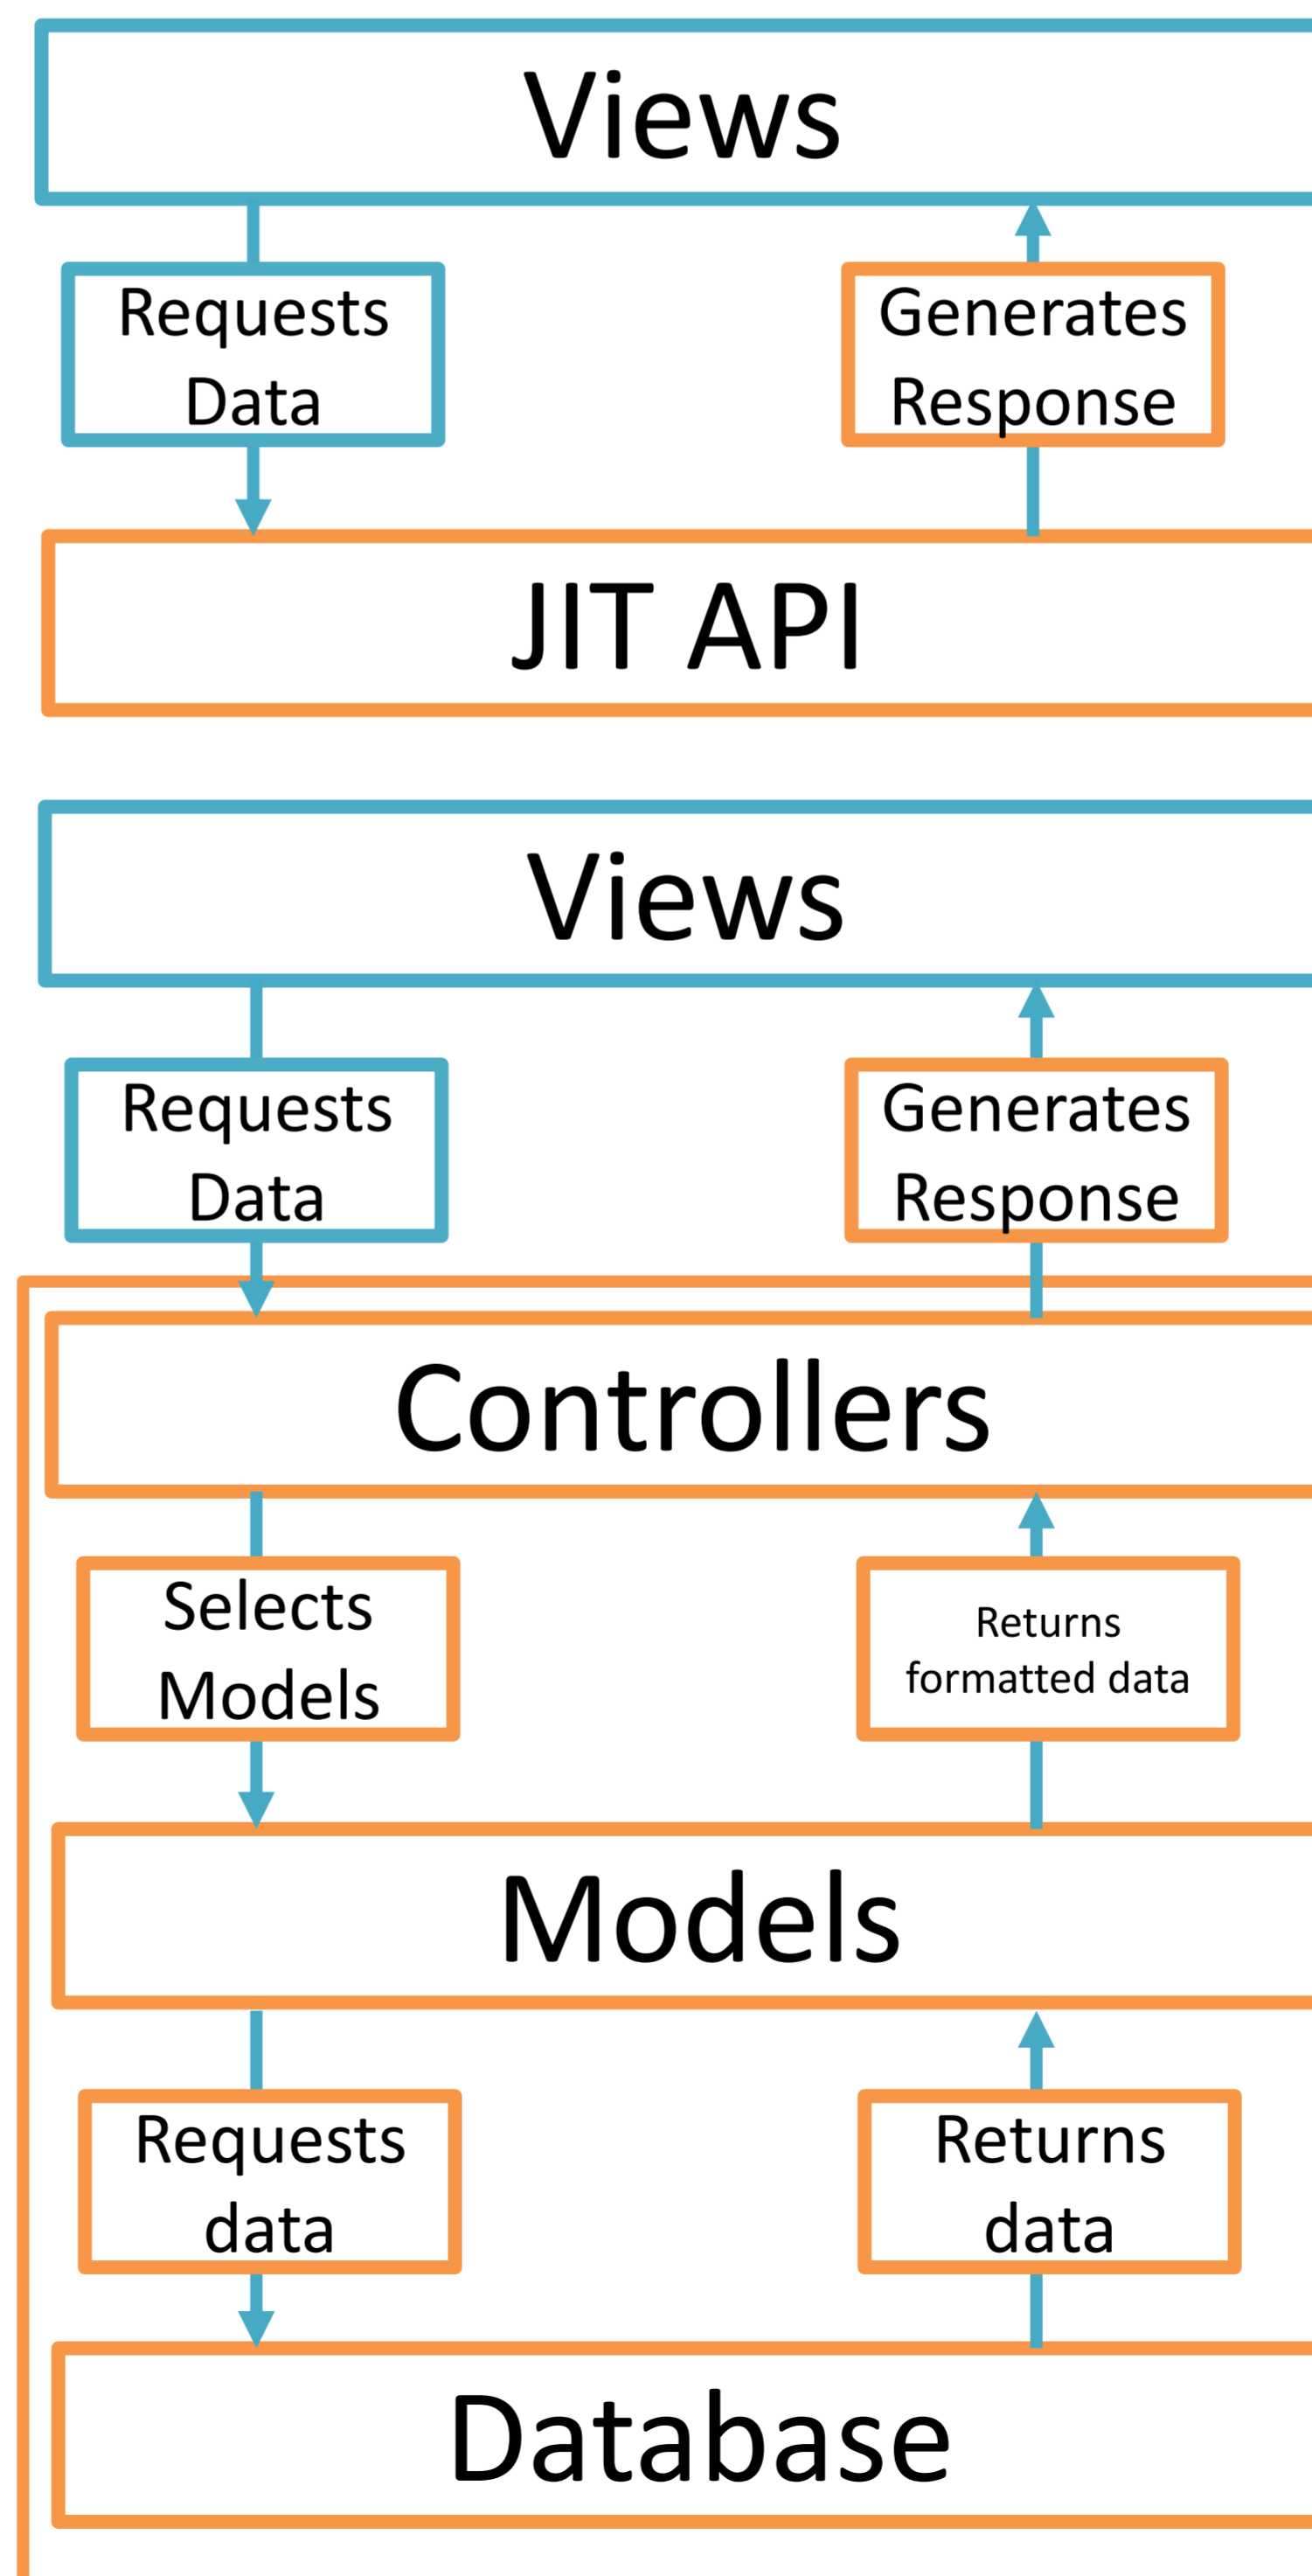 Views
Requests
Data
Generates
Response
JIT API
Views
Requests
Data
Generates
Response
Controllers
Selects
Models
Returns
formatted data
Models
Requests
data
Returns
data
Database